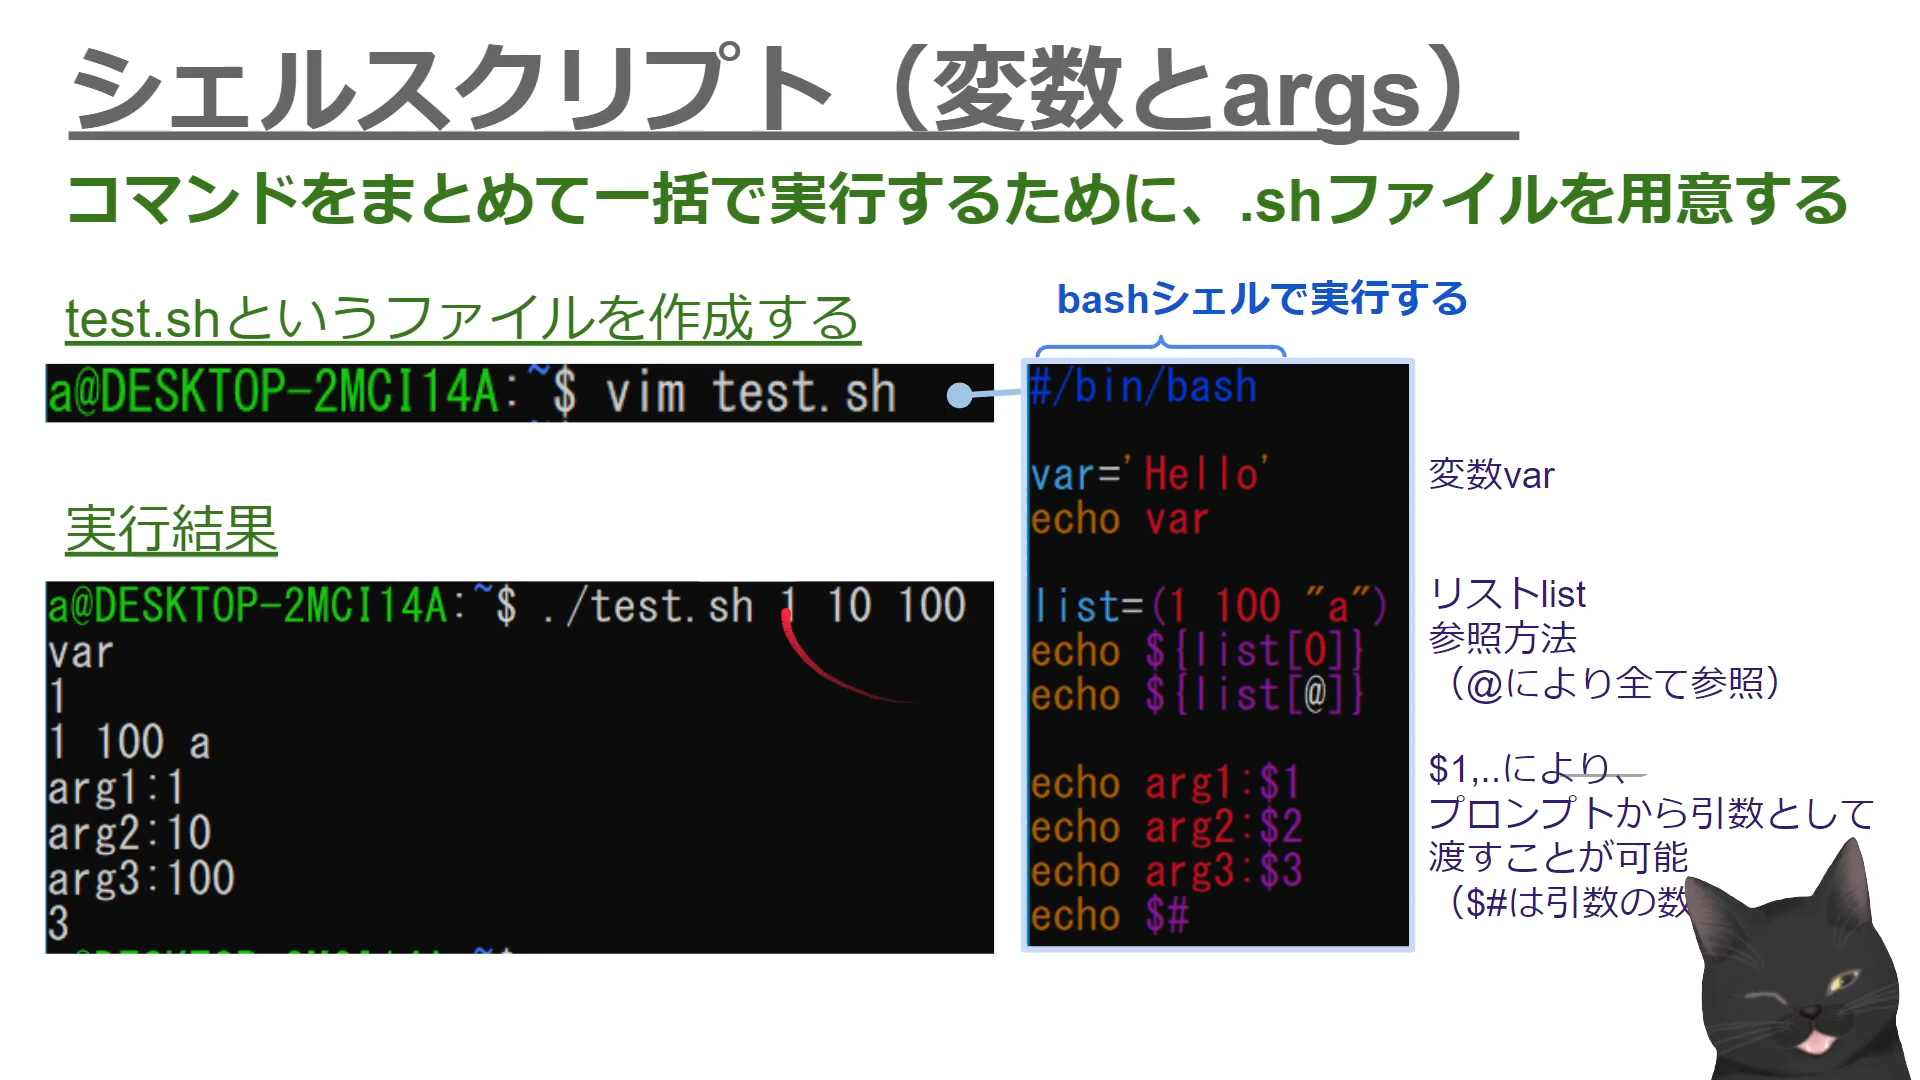 シェルスクリプト（変数とargs）
コマンドをまとめて一括で実行するために、.shファイルを用意する
test.shというファイルを作成する
a@DESKTOP-2MCI14A:~$ vim test.sh
実行結果
a@DESKTOP-2MCI14A:~$ ./test.sh 1 10 100
var
1
1 100 a
arg1:1
arg2:10
arg3:100
3
bashシェルで実行する
#/bin/bash
var='Hello'
echo var
list=(1 100 "a")
echo ${list[0]}
echo ${list[@]}
echo arg1:$1
echo arg2:$2
echo arg3:$3
echo $#
変数var
リストlist
参照方法
（@により全て参照）
$1,..により、
プロンプトから引数として
渡すことが可能
（$#は引数の数